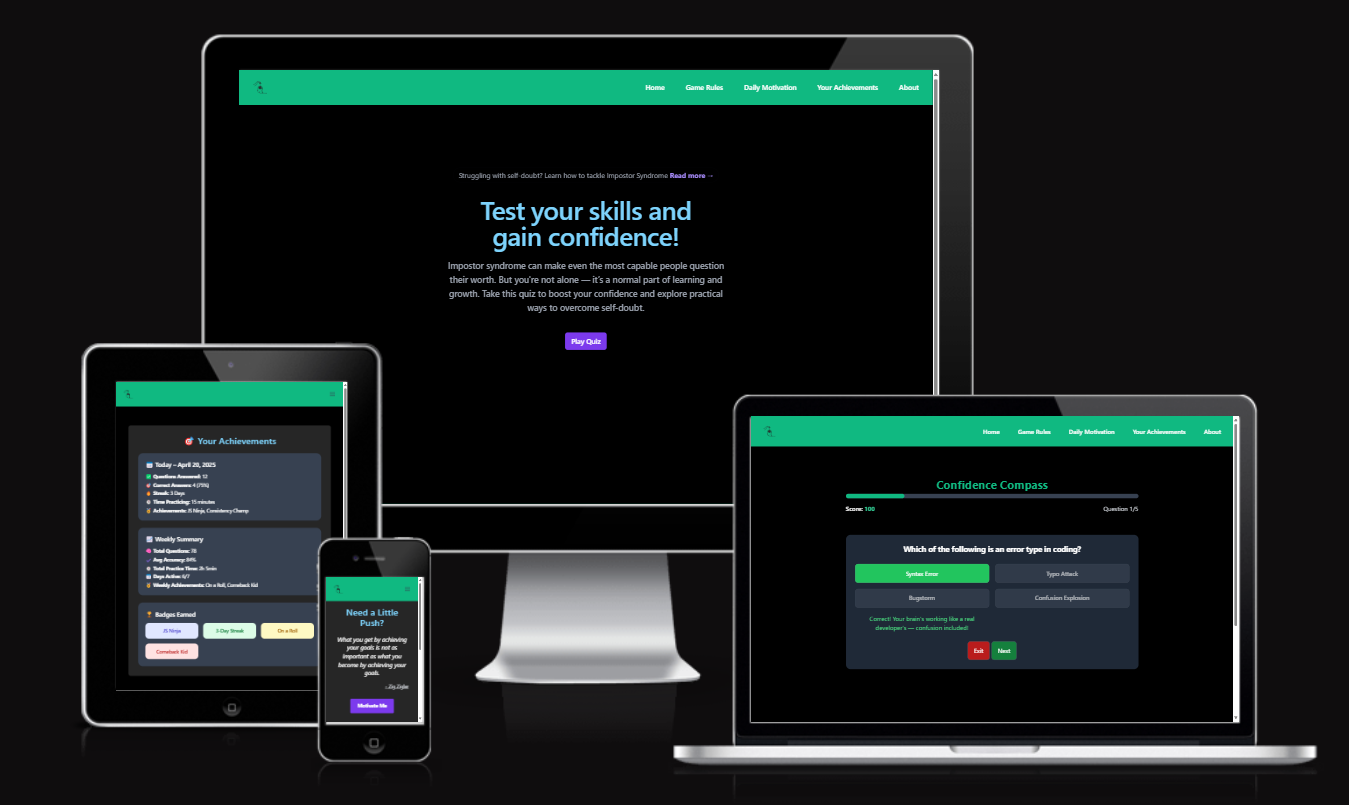 Home Game Rules Daily Motivation Your Achievements About
Struggling with self-doubt? Learn how to tackle Impostor Syndrome Read more →
Test your skills and
gain confidence!
Impostor syndrome can make even the most capable people question
their worth. But you're not alone — it's a normal part of learning and
growth. Take this quiz to boost your confidence and explore practical
ways to overcome self-doubt.
Play Quiz
🎯 Your Achievements
Today – April 20, 2025
Questions Answered: 12
Correct Answers: 4 (71%)
Streak: 3 Days
Time Practicing: 15 minutes
Achievements: JS Ninja, Consistency Champ
Weekly Summary
Total Questions: 78
Avg Accuracy: 84%
Total Practice Time: 2h 5min
Days Active: 6/7
Weekly Achievements: On a Roll, Comeback Kid
🏆 Badges Earned
JS Ninja 3-Day Streak On a Roll
Comeback Kid
Need a Little
Push?
What you get by achieving
your goals is not as
important as what you
become by achieving your
goals.
Motivate Me
Home Game Rules Daily Motivation Your Achievements About
Confidence Compass
Score: 100 Question 1/5
Which of the following is an error type in coding?
Syntax Error Typo Attack
Bugstorm Confusion Explosion
Correct! Your brain's working like a real
developer's — confusion included!
Exit Next